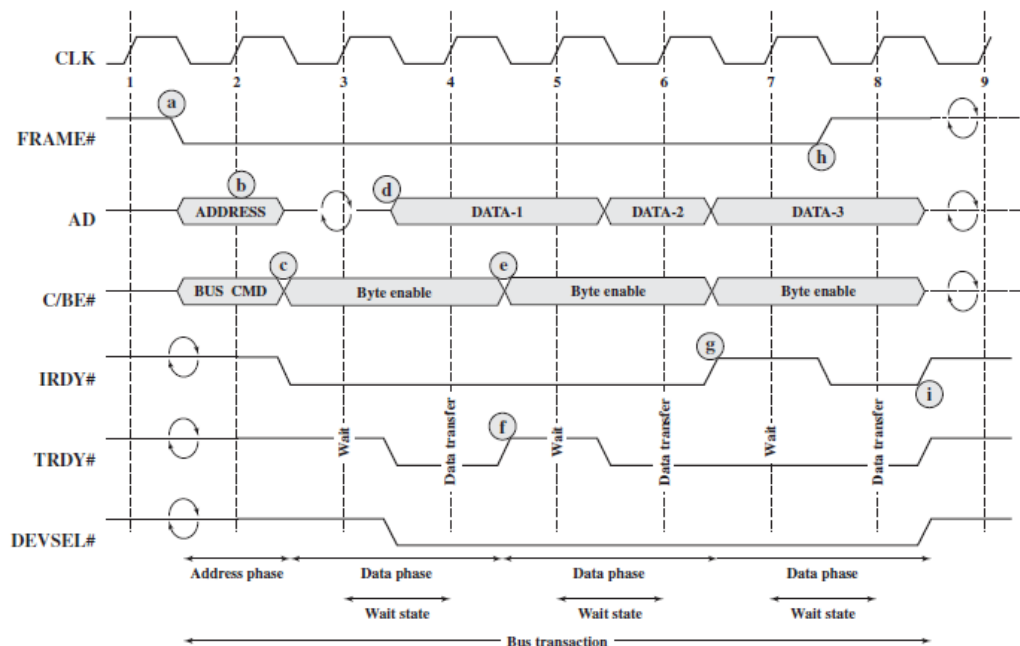 CLK
1 2 3 4 5 6 7 8 9
a
FRAME#
h
b
d
AD
ADDRESS DATA-1 DATA-2 DATA-3
c
e
C/BE#
BUS CMD Byte enable Byte enable Byte enable
g
IRDY#
i
f
TRDY#
Wait
Data transfer
Wait
Data transfer
Wait
Data transfer
DEVSEL#
Address phase Data phase Data phase Data phase
Wait state Wait state Wait state
Bus transaction